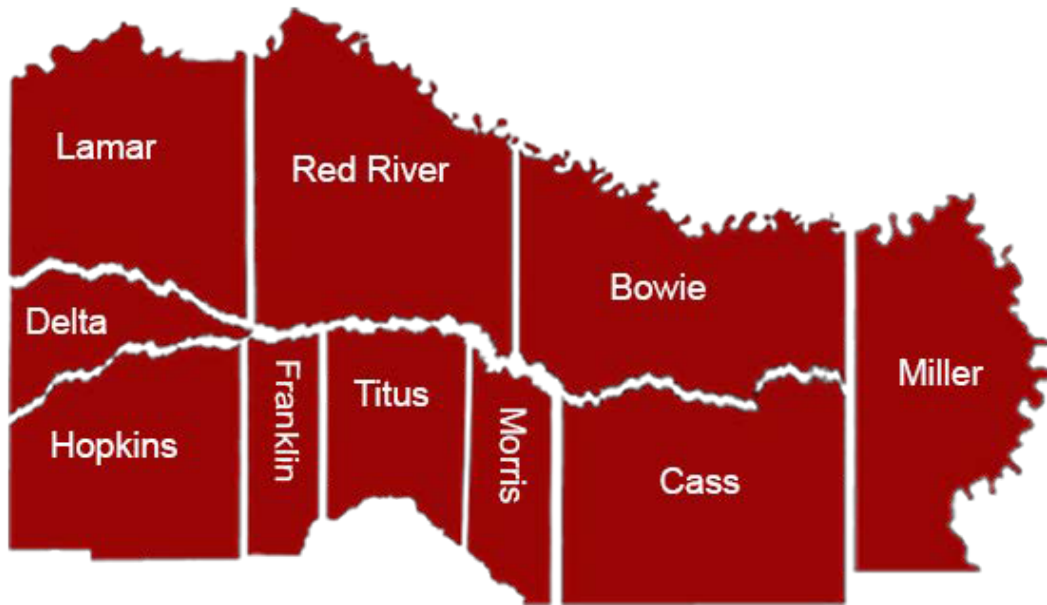 Lamar
Red River
Bowie
Delta
Miller
Franklin
Titus
Hopkins
Morris
Cass